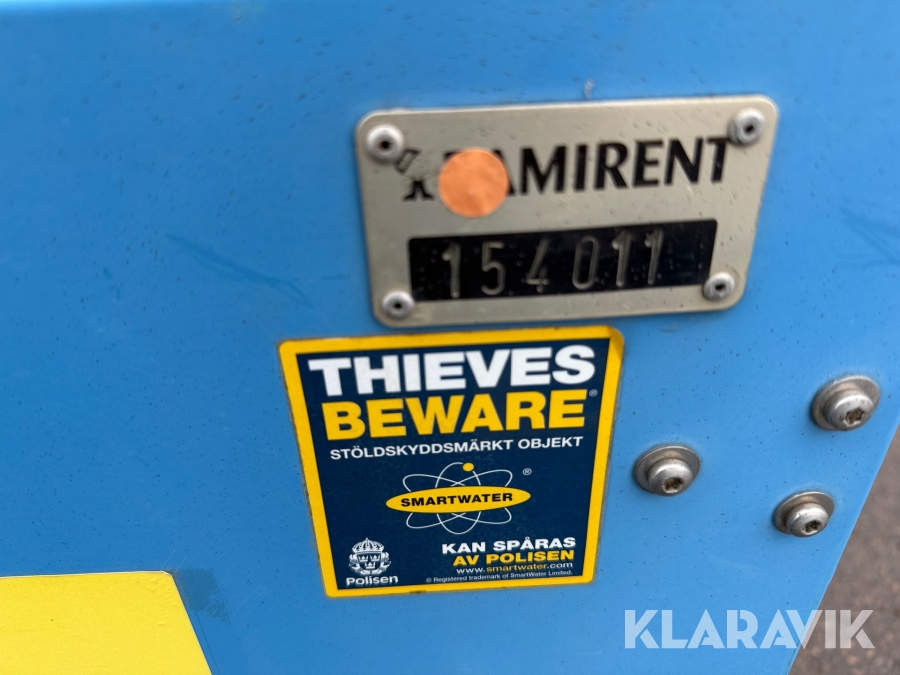 RAMIRENT
154011
THIEVES
BEWARE®
STÖLDSKYDDSMÄRKT OBJEKT
®
SMARTWATER
KAN SPÅRAS
AV POLISEN
www.smartwater.com
© Registered trademark of SmartWater Limited.
Polisen
KLARAVIK